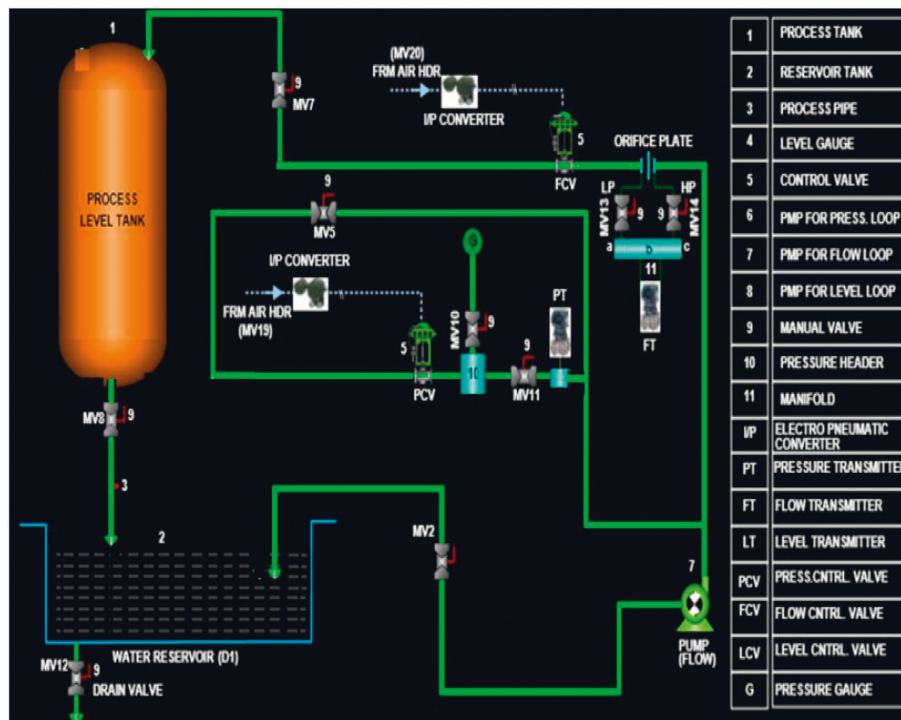 1
(MV20)
FRM AIR HDR
I/P CONVERTER
9
MV7
5
FCV
ORIFICE PLATE
LP
HP
MV13
9
9
MV14
a
b
c
11
FT
PROCESS
LEVEL TANK
9
MV5
I/P CONVERTER
FRM AIR HDR
(MV19)
G
MV10
9
5
PCV
10
9
MV11
PT
MV8
9
3
2
MV2
7
PUMP
(FLOW)
WATER RESERVOIR (D1)
MV12
9
DRAIN VALVE
1 PROCESS TANK
2 RESERVOIR TANK
3 PROCESS PIPE
4 LEVEL GAUGE
5 CONTROL VALVE
6 PMP FOR PRESS. LOOP
7 PMP FOR FLOW LOOP
8 PMP FOR LEVEL LOOP
9 MANUAL VALVE
10 PRESSURE HEADER
11 MANIFOLD
I/P ELECTRO PNEUMATIC
CONVERTER
PT PRESSURE TRANSMITTER
FT FLOW TRANSMITTER
LT LEVEL TRANSMITTER
PCV PRESS.CNTRL. VALVE
FCV FLOW CNTRL. VALVE
LCV LEVEL CNTRL. VALVE
G PRESSURE GAUGE